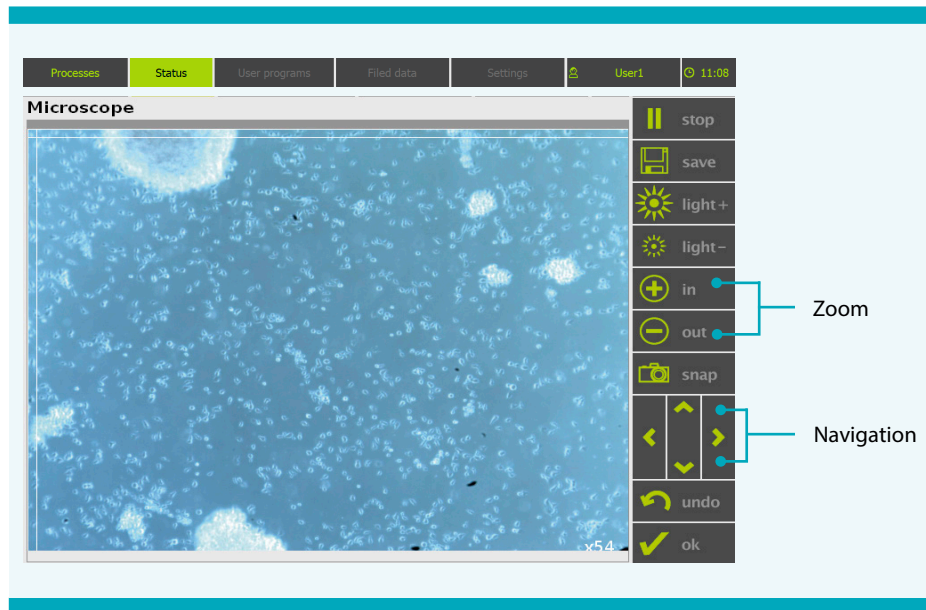 Processes
Status
User programs
Filed data
Settings
User1
11:08
Microscope
stop
save
light+
light-
in
out
snap
undo
ok
x54
Zoom
Navigation